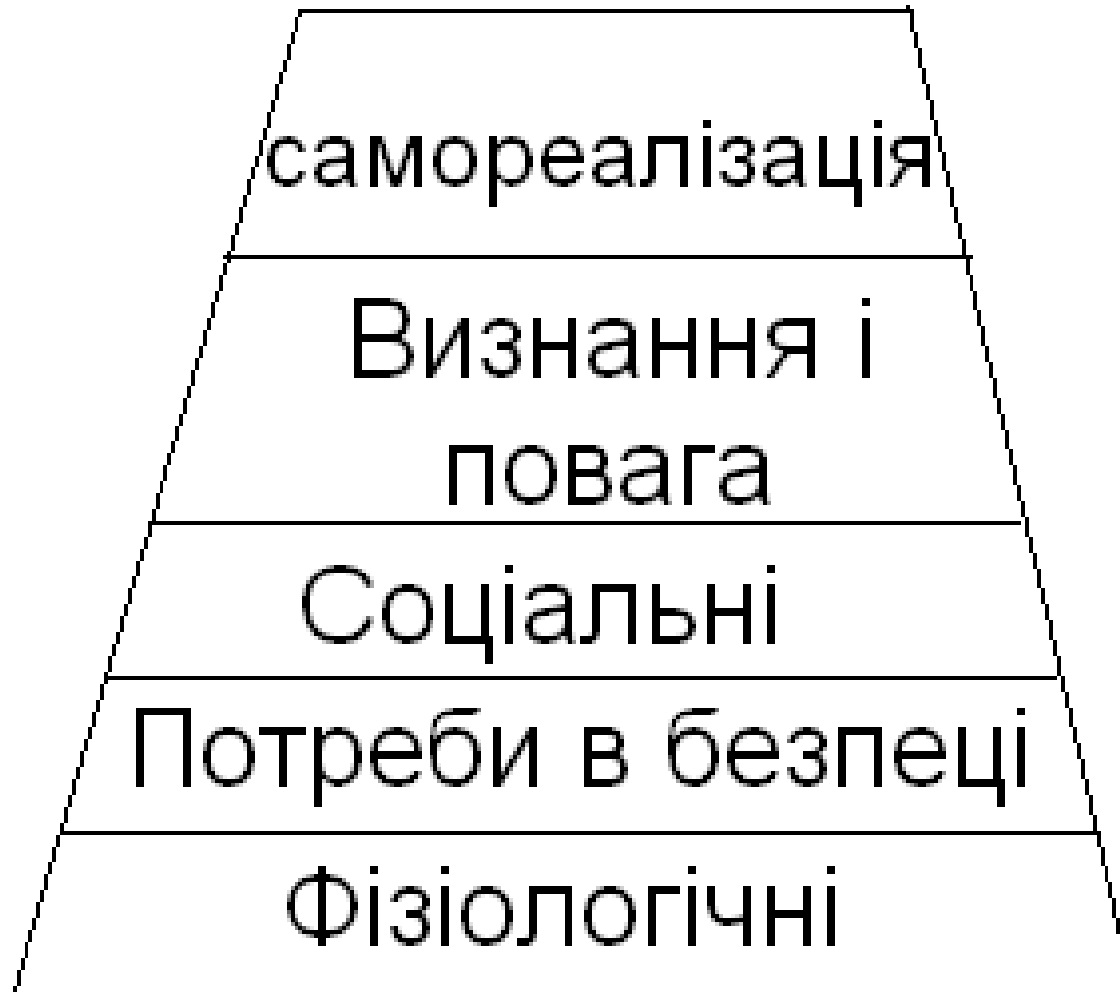 самореалізація
Визнання і
повага
Соціальні
Потреби в безпеці
Фізіологічні